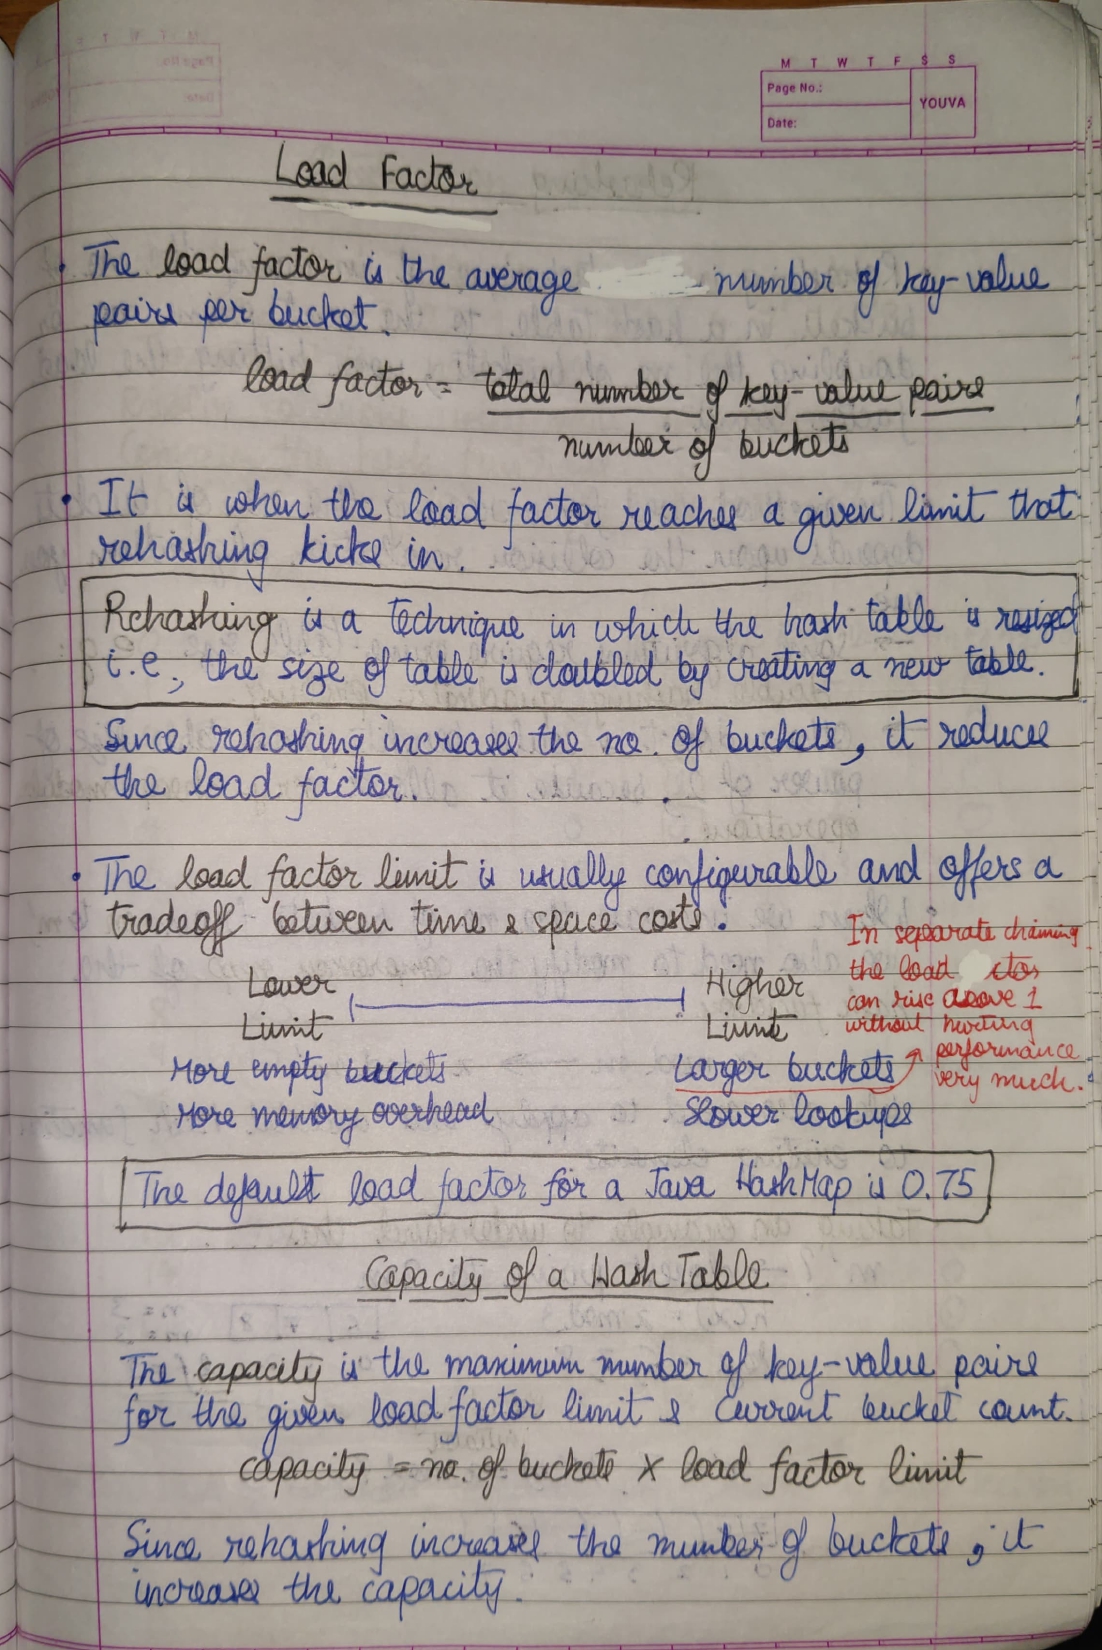 M T W T F S S
Page No.:
YOUVA
Date:
Load Factor
• The load factor is the average number of key-value
pairs per bucket.
load factor = total number of key-value pairs
number of buckets
• It is when the load factor reaches a given limit that
rehashing kicks in.
Rehashing is a technique in which the hash table is resized
i.e., the size of table is doubled by creating a new table.
Since rehashing increases the no. of buckets, it reduces
the load factor.
• The load factor limit is usually configurable and offers a
tradeoff between time & space costs.
In separate chaining
the load ctor
can rise above 1
without hurting
performance
very much.
Lower Higher
Limit Limit
More empty buckets Larger buckets
More memory overhead Slower lookups
The default load factor for a Java HashMap is 0.75
Capacity of a Hash Table
The capacity is the maximum number of key-value pairs
for the given load factor limit & current bucket count.
capacity = no. of buckets × load factor limit
Since rehashing increases the number of buckets, it
increases the capacity.